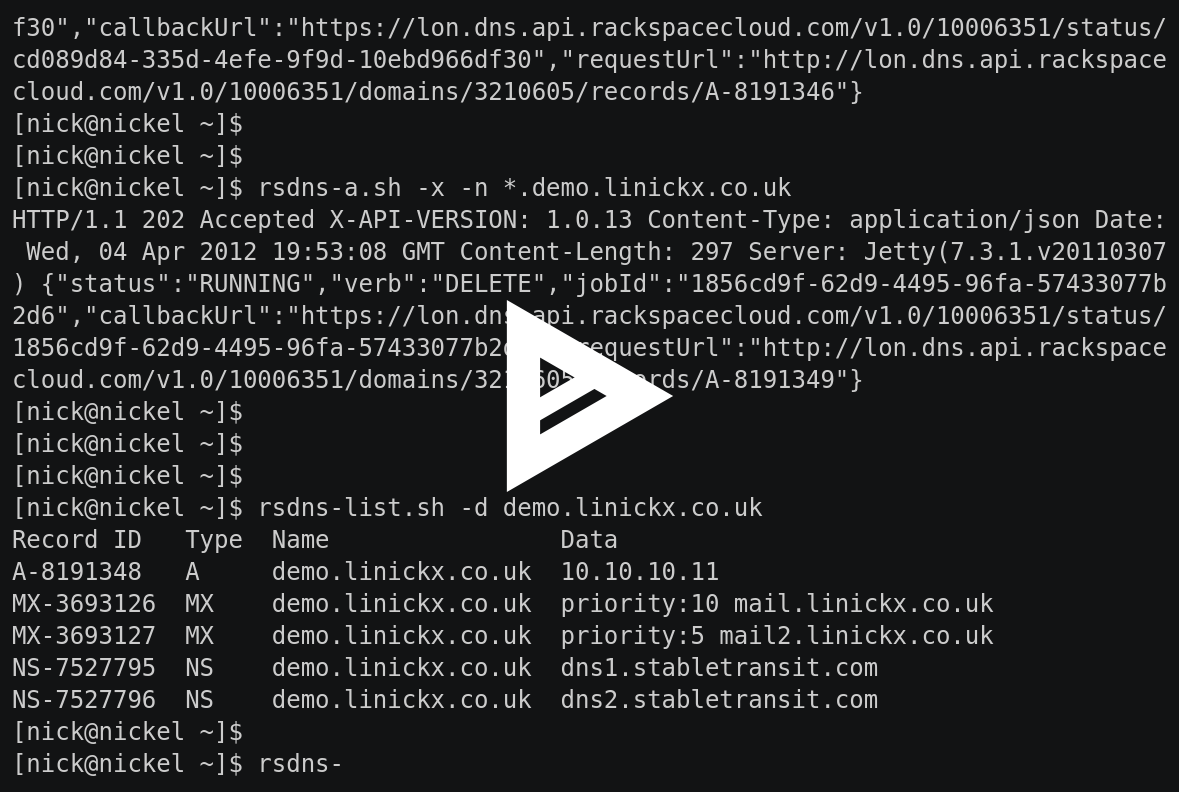 f30","callbackUrl":"https://lon.dns.api.rackspacecloud.com/v1.0/10006351/status/
cd089d84-335d-4efe-9f9d-10ebd966df30","requestUrl":"http://lon.dns.api.rackspace
cloud.com/v1.0/10006351/domains/3210605/records/A-8191346"}
[nick@nickel ~]$
[nick@nickel ~]$
[nick@nickel ~]$ rsdns-a.sh -x -n *.demo.linickx.co.uk
HTTP/1.1 202 Accepted X-API-VERSION: 1.0.13 Content-Type: application/json Date:
 Wed, 04 Apr 2012 19:53:08 GMT Content-Length: 297 Server: Jetty(7.3.1.v20110307
) {"status":"RUNNING","verb":"DELETE","jobId":"1856cd9f-62d9-4495-96fa-57433077b
2d6","callbackUrl":"https://lon.dns.api.rackspacecloud.com/v1.0/10006351/status/
1856cd9f-62d9-4495-96fa-57433077b2 equestUrl":"http://lon.dns.api.rackspace
cloud.com/v1.0/10006351/domains/321 605 rds/A-8191349"}
[nick@nickel ~]$
[nick@nickel ~]$
[nick@nickel ~]$
[nick@nickel ~]$ rsdns-list.sh -d demo.linickx.co.uk
Record ID   Type  Name                Data
A-8191348   A     demo.linickx.co.uk  10.10.10.11
MX-3693126  MX    demo.linickx.co.uk  priority:10 mail.linickx.co.uk
MX-3693127  MX    demo.linickx.co.uk  priority:5 mail2.linickx.co.uk
NS-7527795  NS    demo.linickx.co.uk  dns1.stabletransit.com
NS-7527796  NS    demo.linickx.co.uk  dns2.stabletransit.com
[nick@nickel ~]$
[nick@nickel ~]$ rsdns-